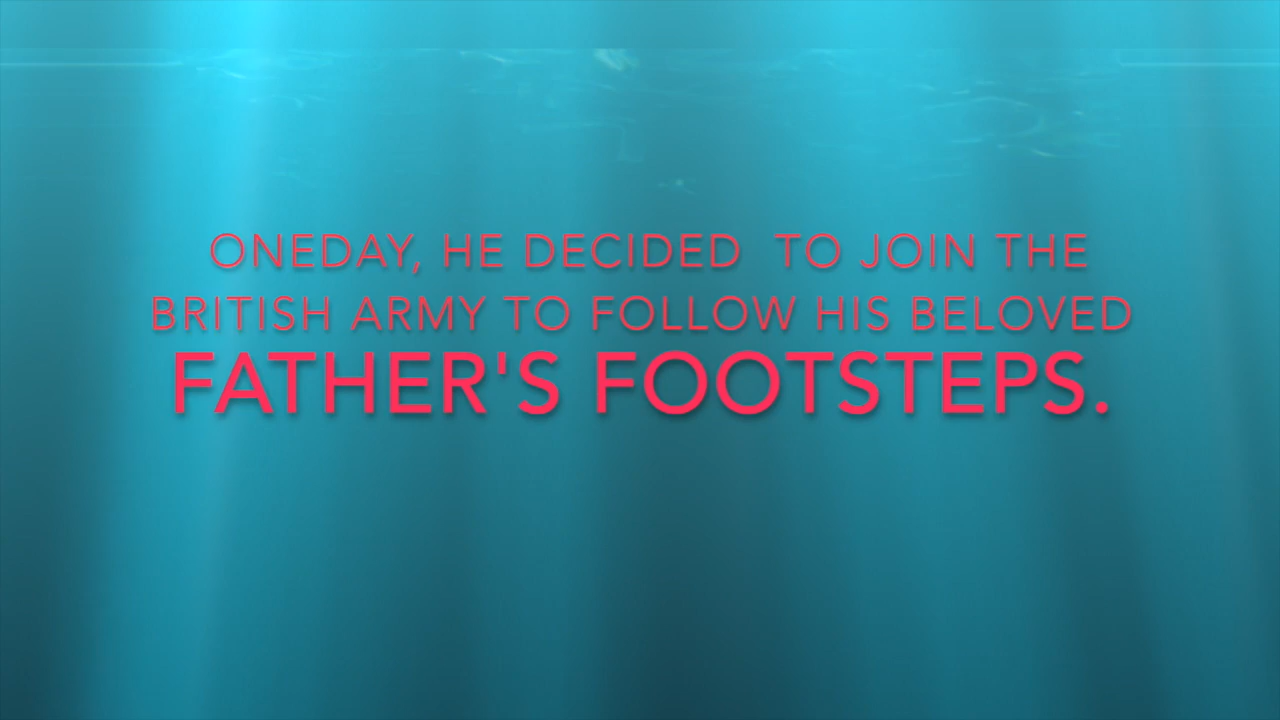 ONEDAY, HE DECIDED  TO JOIN THE
BRITISH ARMY TO FOLLOW HIS BELOVED
FATHER'S FOOTSTEPS.